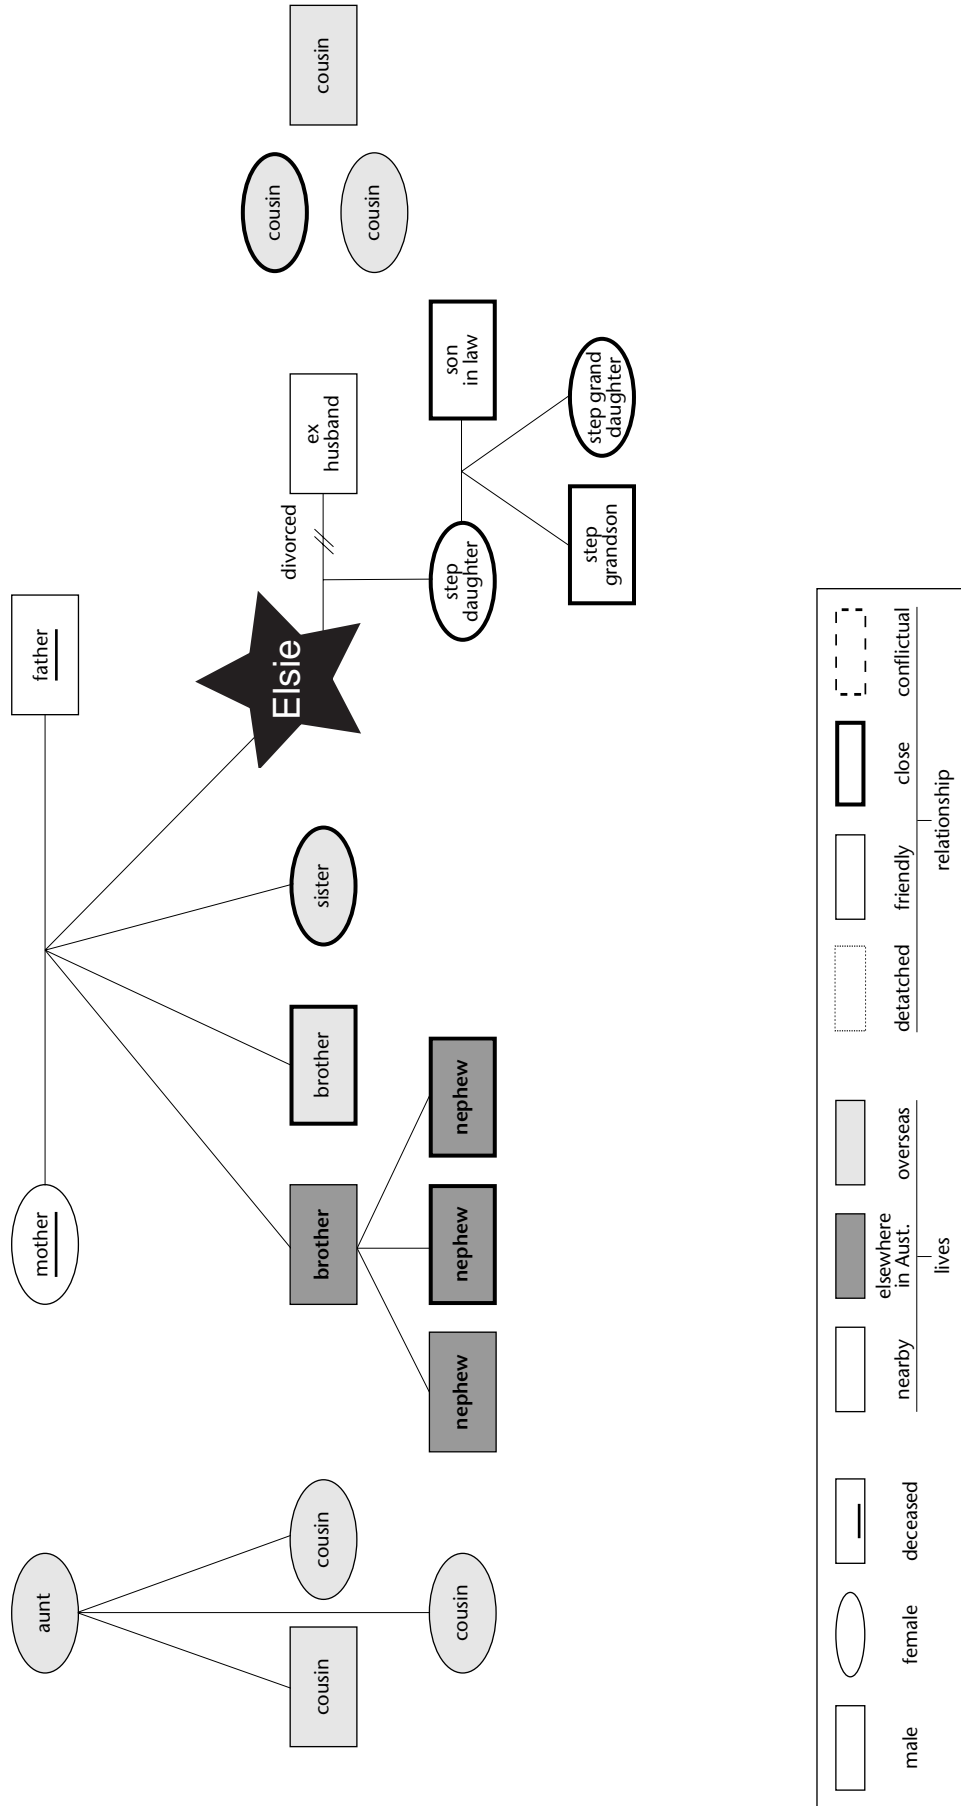 aunt
mother
father
cousin
cousin
cousin
brother
brother
sister
Elsie
divorced
ex
husband
cousin
cousin
cousin
nephew
nephew
nephew
step
daughter
son
in law
step
grandson
step grand
daughter
male
female
deceased
nearby
elsewhere
in Aust.
overseas
lives
detatched
friendly
close
conflictual
relationship